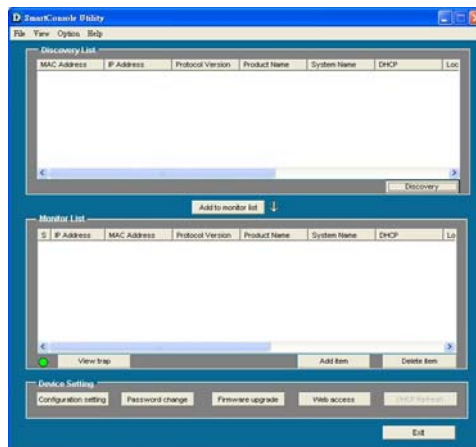 D SmartConsole Utility
File View Option Help
Discovery List
MAC Address IP Address Protocol Version Product Name System Name DHCP Loc
Discovery
Add to monitor list
Monitor List
S IP Address MAC Address Protocol Version Product Name System Name DHCP Lo
View trap Add item Delete item
Device Setting
Configuration setting Password change Firmware upgrade Web access DHCP Refresh
Exit